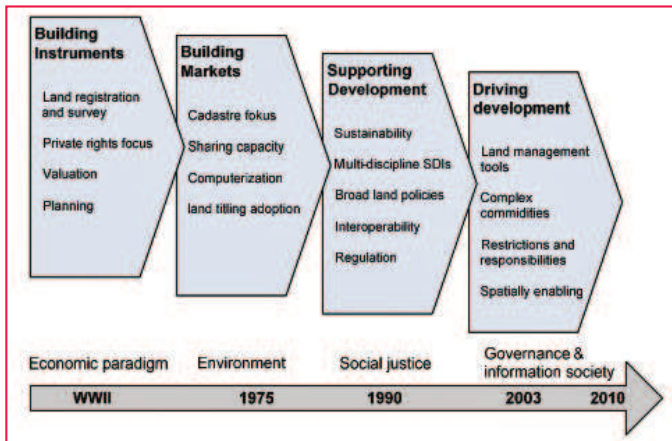 Building
Instruments
Land registration
and survey
Private rights focus
Valuation
Planning
Building
Markets
Cadastre fokus
Sharing capacity
Computerization
land titling adoption
Supporting
Development
Sustainability
Multi-discipline SDIs
Broad land policies
Interoperability
Regulation
Driving
development
Land management
tools
Complex
commidities
Restrictions and
responsibilities
Spatially enabling
Economic paradigm
Environment
Social justice
Governance &
information society
WWII
1975
1990
2003
2010